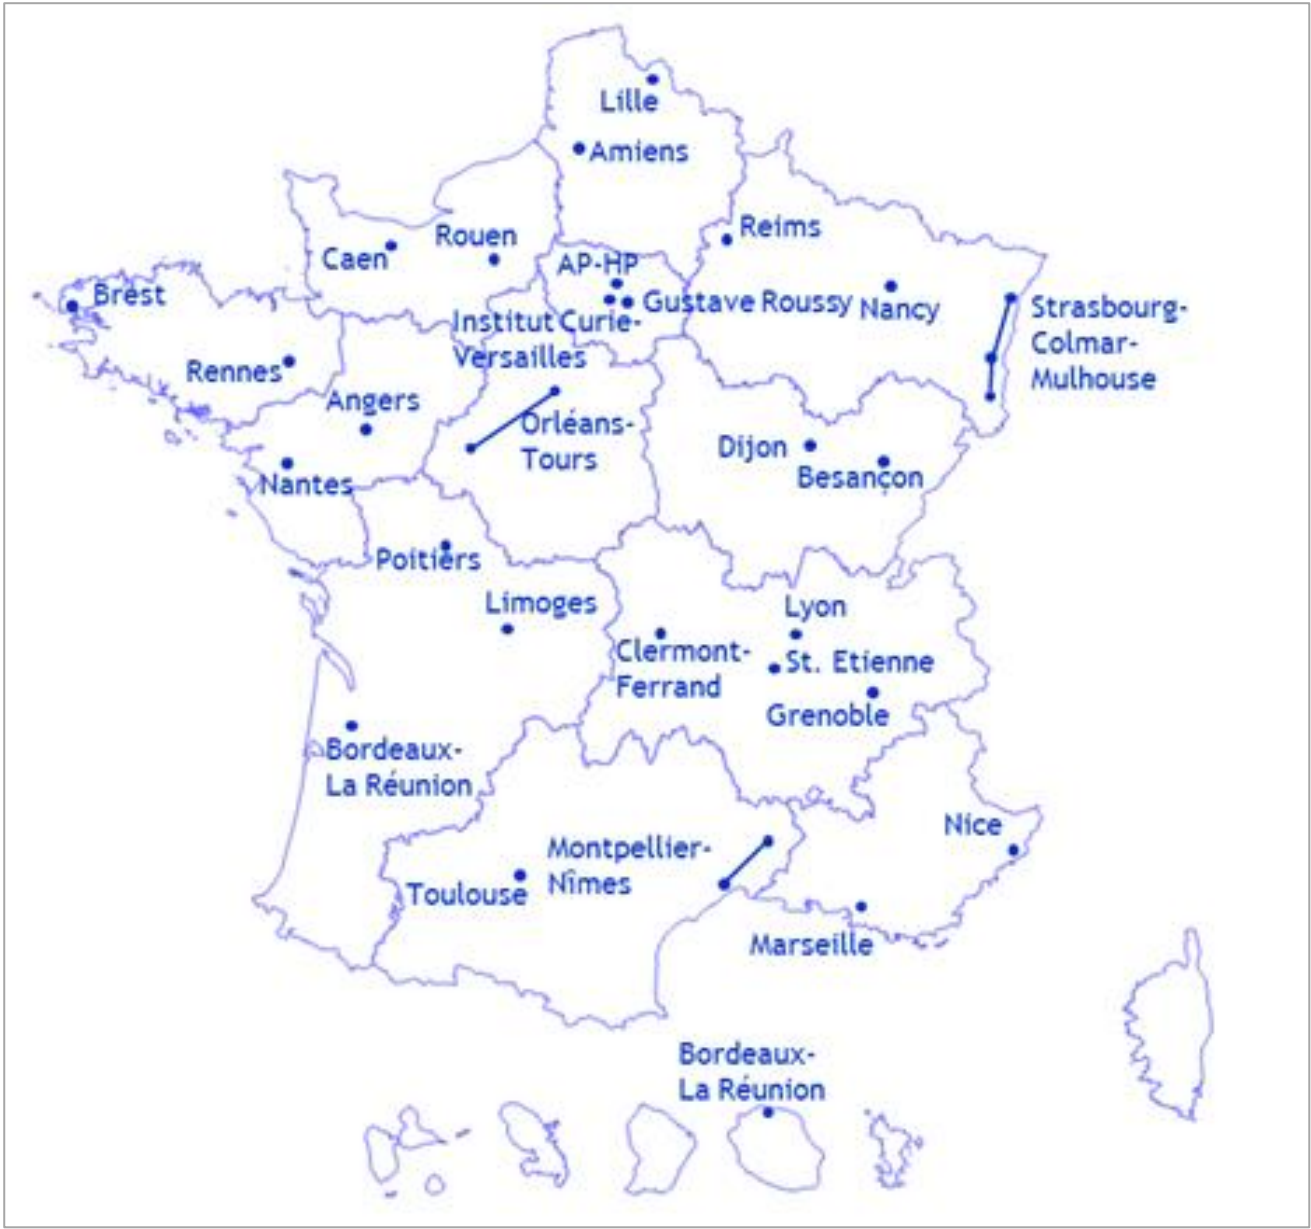 Lille
Amiens
Reims
Rouen
Caen
AP-HP
Brest
Gustave Roussy
Nancy
Strasbourg-
Colmar-
Mulhouse
Institut Curie-
Versailles
Rennes
Angers
Orléans-
Tours
Dijon
Besançon
Nantes
Poitiers
Limoges
Lyon
Clermont-
Ferrand
St. Etienne
Grenoble
Bordeaux-
La Réunion
Nice
Montpellier-
Nîmes
Toulouse
Marseille
Bordeaux-
La Réunion